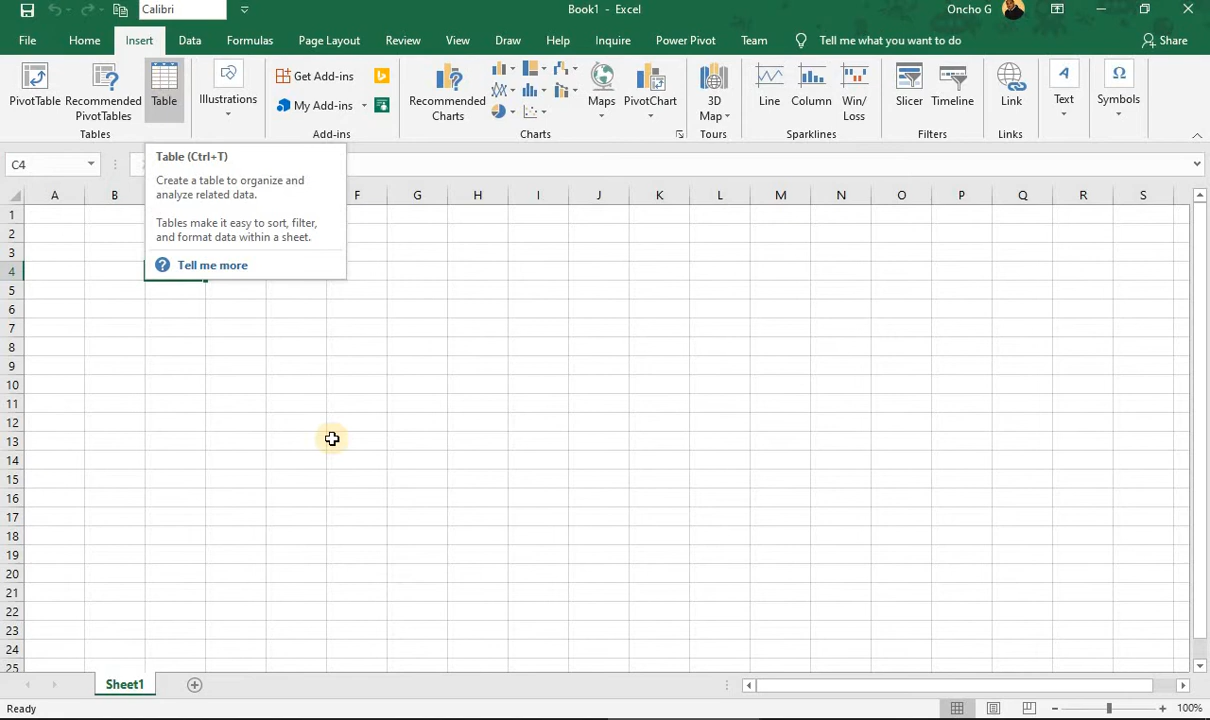 Calibri
Book1 - Excel
Oncho G
File Home Insert Data Formulas Page Layout Review View Draw Help Inquire Power Pivot Team Tell me what you want to do Share
PivotTable
Recommended
PivotTables
Table
Illustrations
Get Add-ins
My Add-ins
Recommended
Charts
Maps
PivotChart
3D
Map
Line
Column
Win/
Loss
Slicer
Timeline
Link
Text
Symbols
Tables
Add-ins
Charts
Tours
Sparklines
Filters
Links
C4
Table (Ctrl+T)
Create a table to organize and
analyze related data.
Tables make it easy to sort, filter,
and format data within a sheet.
Tell me more
A B F G H I J K L M N O P Q R S
1
2
3
4
5
6
7
8
9
10
11
12
13
14
15
16
17
18
19
20
21
22
23
24
25
Sheet1
Ready
100%